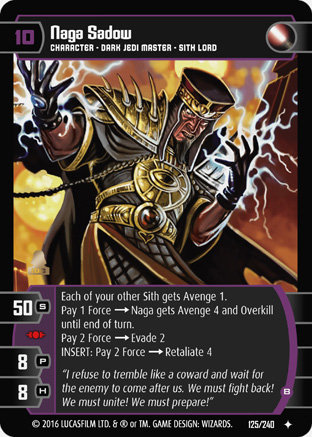 10 Naga Sadow
CHARACTER • DARK JEDI MASTER • SITH LORD
Each of your other Sith gets Avenge 1.
50 S
Pay 1 Force → Naga gets Avenge 4 and Overkill
until end of turn.
Pay 2 Force → Evade 2
8 P
INSERT: Pay 2 Force → Retaliate 4
"I refuse to tremble like a coward and wait for
8 H
the enemy to come after us. We must fight back!
B
We must unite! We must prepare!"
© 2016 LUCASFILM LTD. & ® or TM. GAME DESIGN: WIZARDS. 125/240